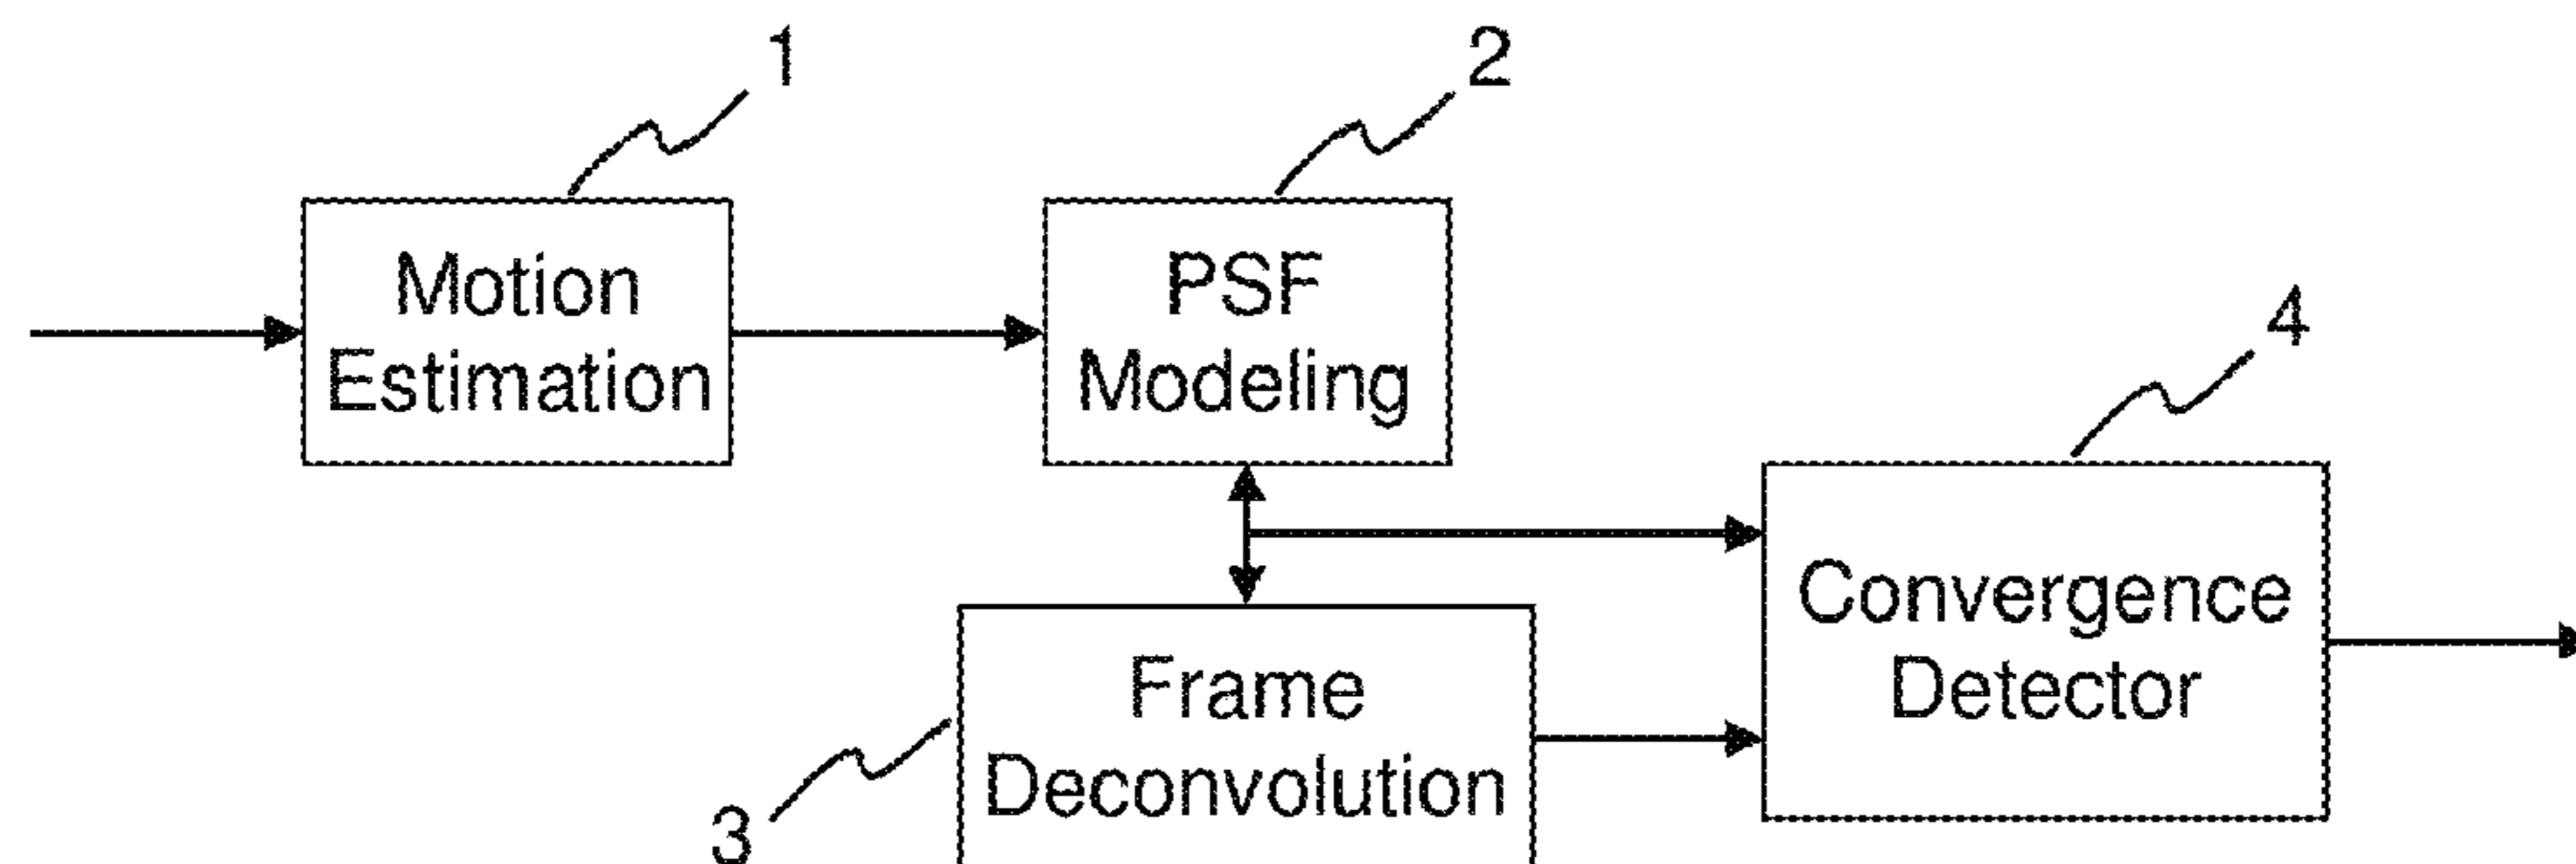 1
2
Motion
Estimation
PSF
Modeling
4
Convergence
Detector
Frame
Deconvolution
3